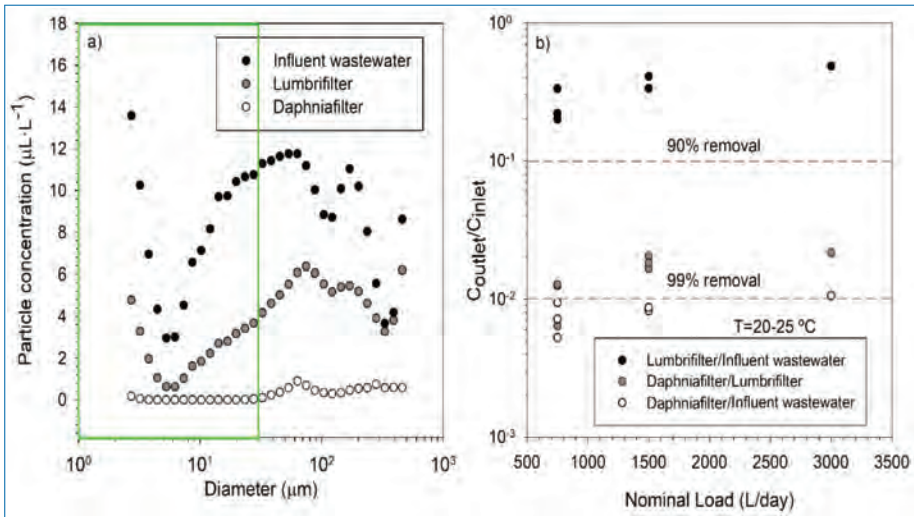 a)
18
16
14
12
10
8
6
4
2
0
Particle concentration (µL·L⁻¹)
Influent wastewater
Lumbrifilter
Daphniafilter
10⁰ 10¹ 10² 10³
Diameter (µm)
b)
10⁰
10⁻¹
10⁻²
10⁻³
Coutlet/Cinlet
90% removal
99% removal
T=20-25 ºC
Lumbrifilter/Influent wastewater
Daphniafilter/Lumbrifilter
Daphniafilter/Influent wastewater
500 1000 1500 2000 2500 3000 3500
Nominal Load (L/day)